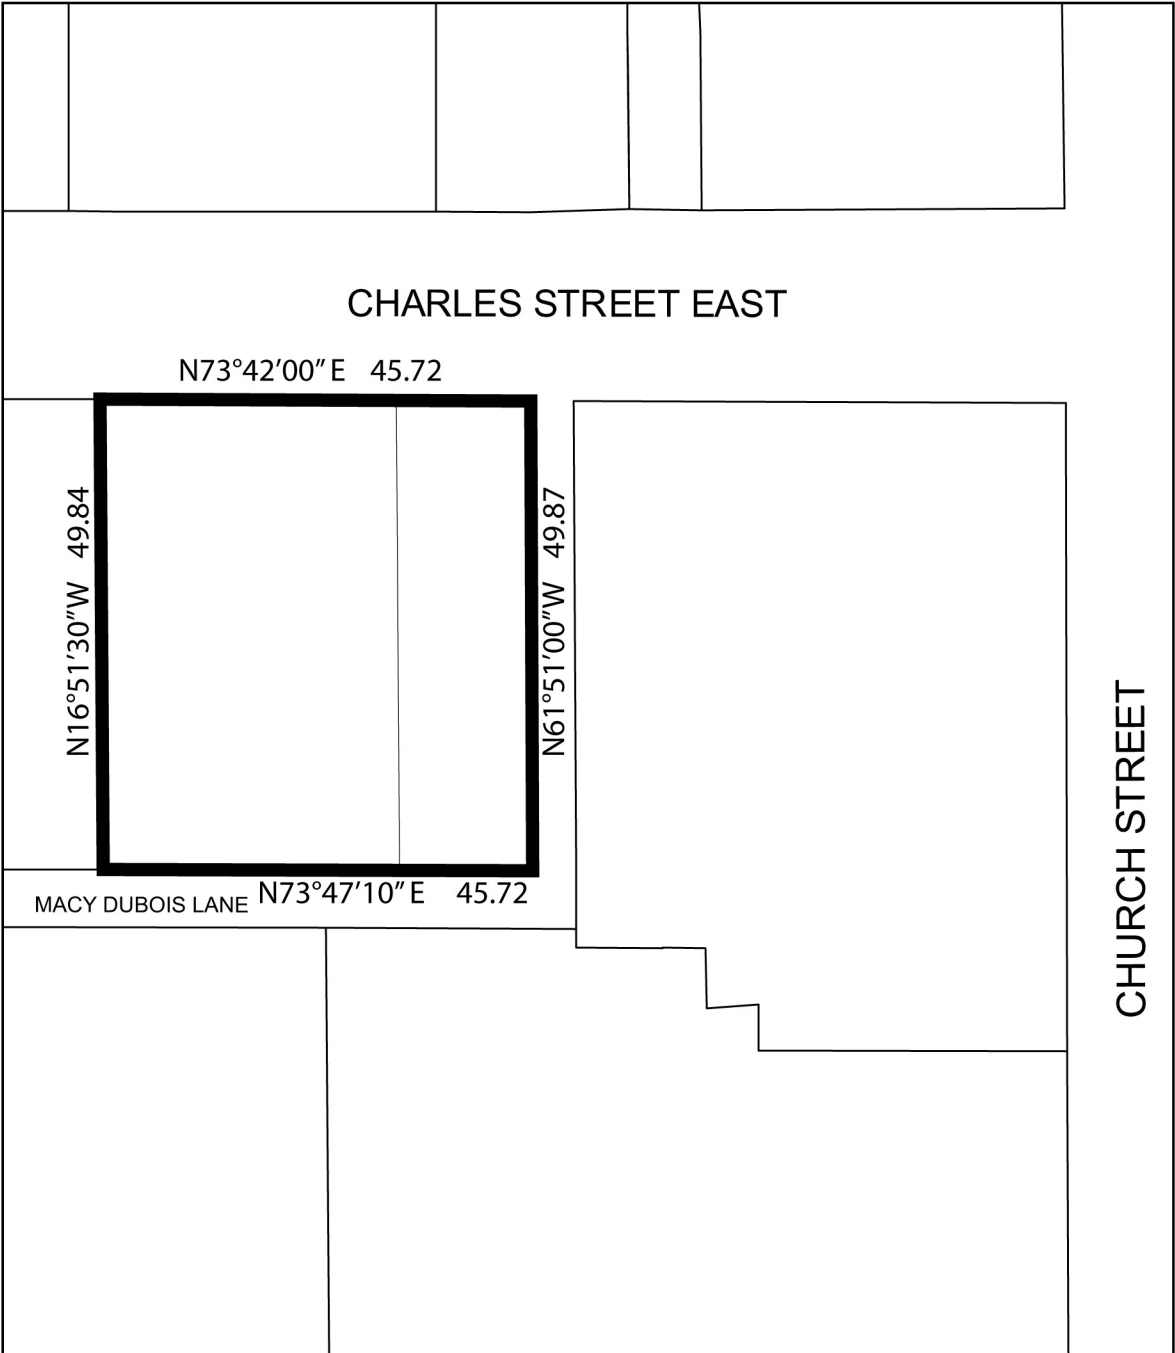 CHARLES STREET EAST
N73°42'00" E 45.72
N16°51'30"W 49.84
N61°51'00"W 49.87
CHURCH STREET
MACY DUBOIS LANE
N73°47'10" E 45.72